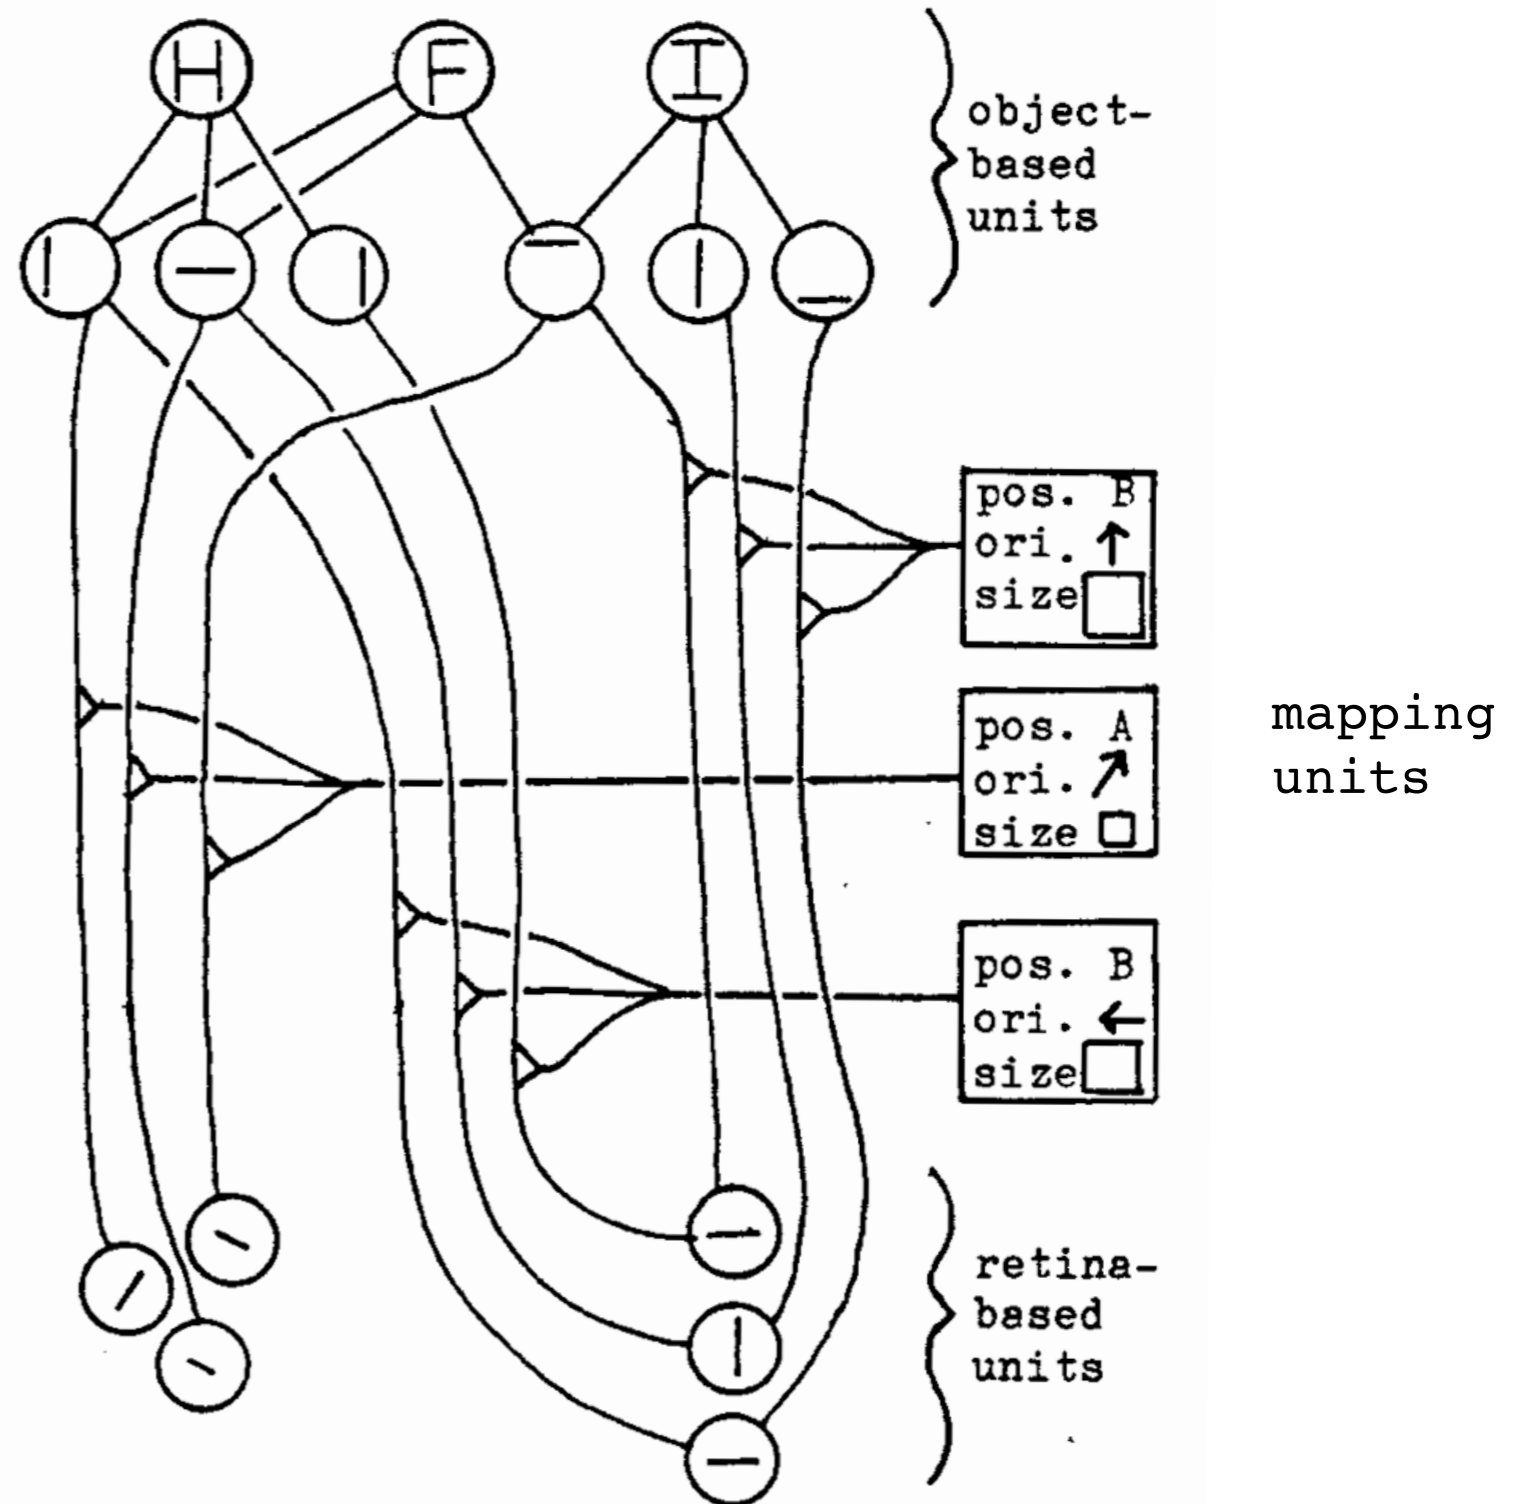 H F I
object-
based
units
pos. B
ori. ↑
size
pos. A
ori. ↗
size
pos. B
ori. ←
size
mapping
units
retina-
based
units